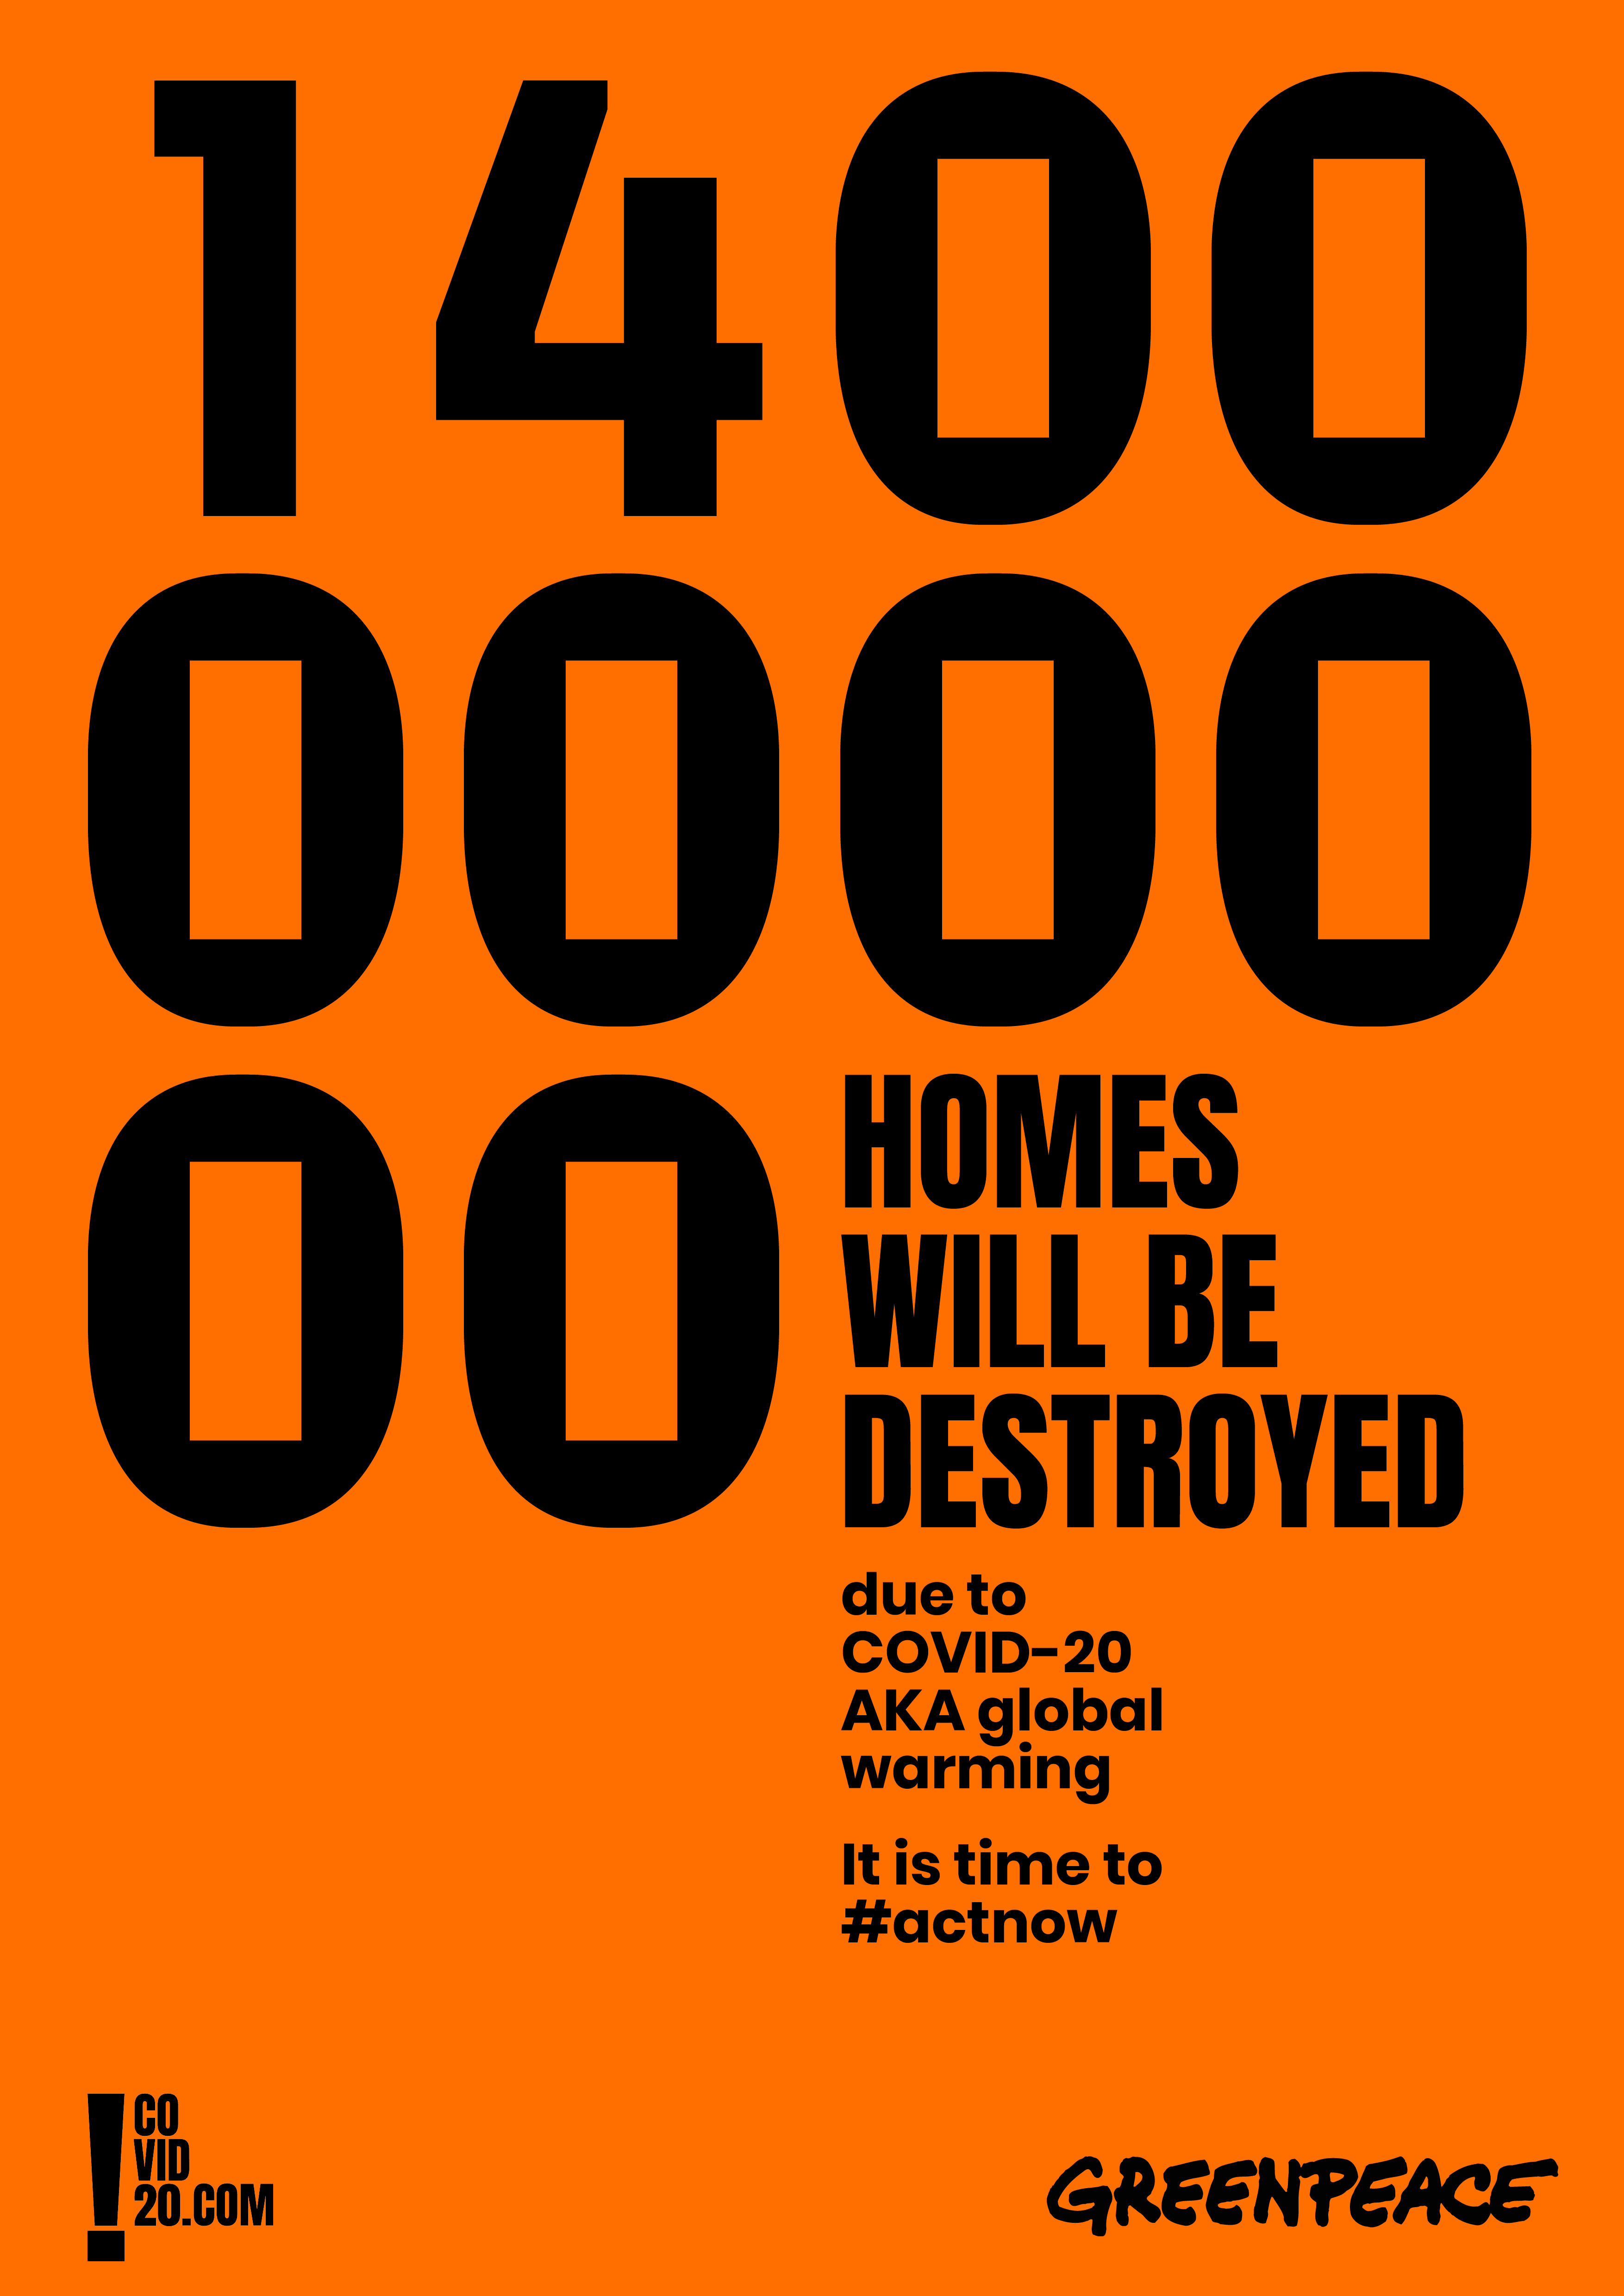 1400
0000
00
HOMES
WILL BE
DESTROYED
due to
COVID-20
AKA global
warming
It is time to
#actnow
!
CO
VID
20.COM
GREENPEACE